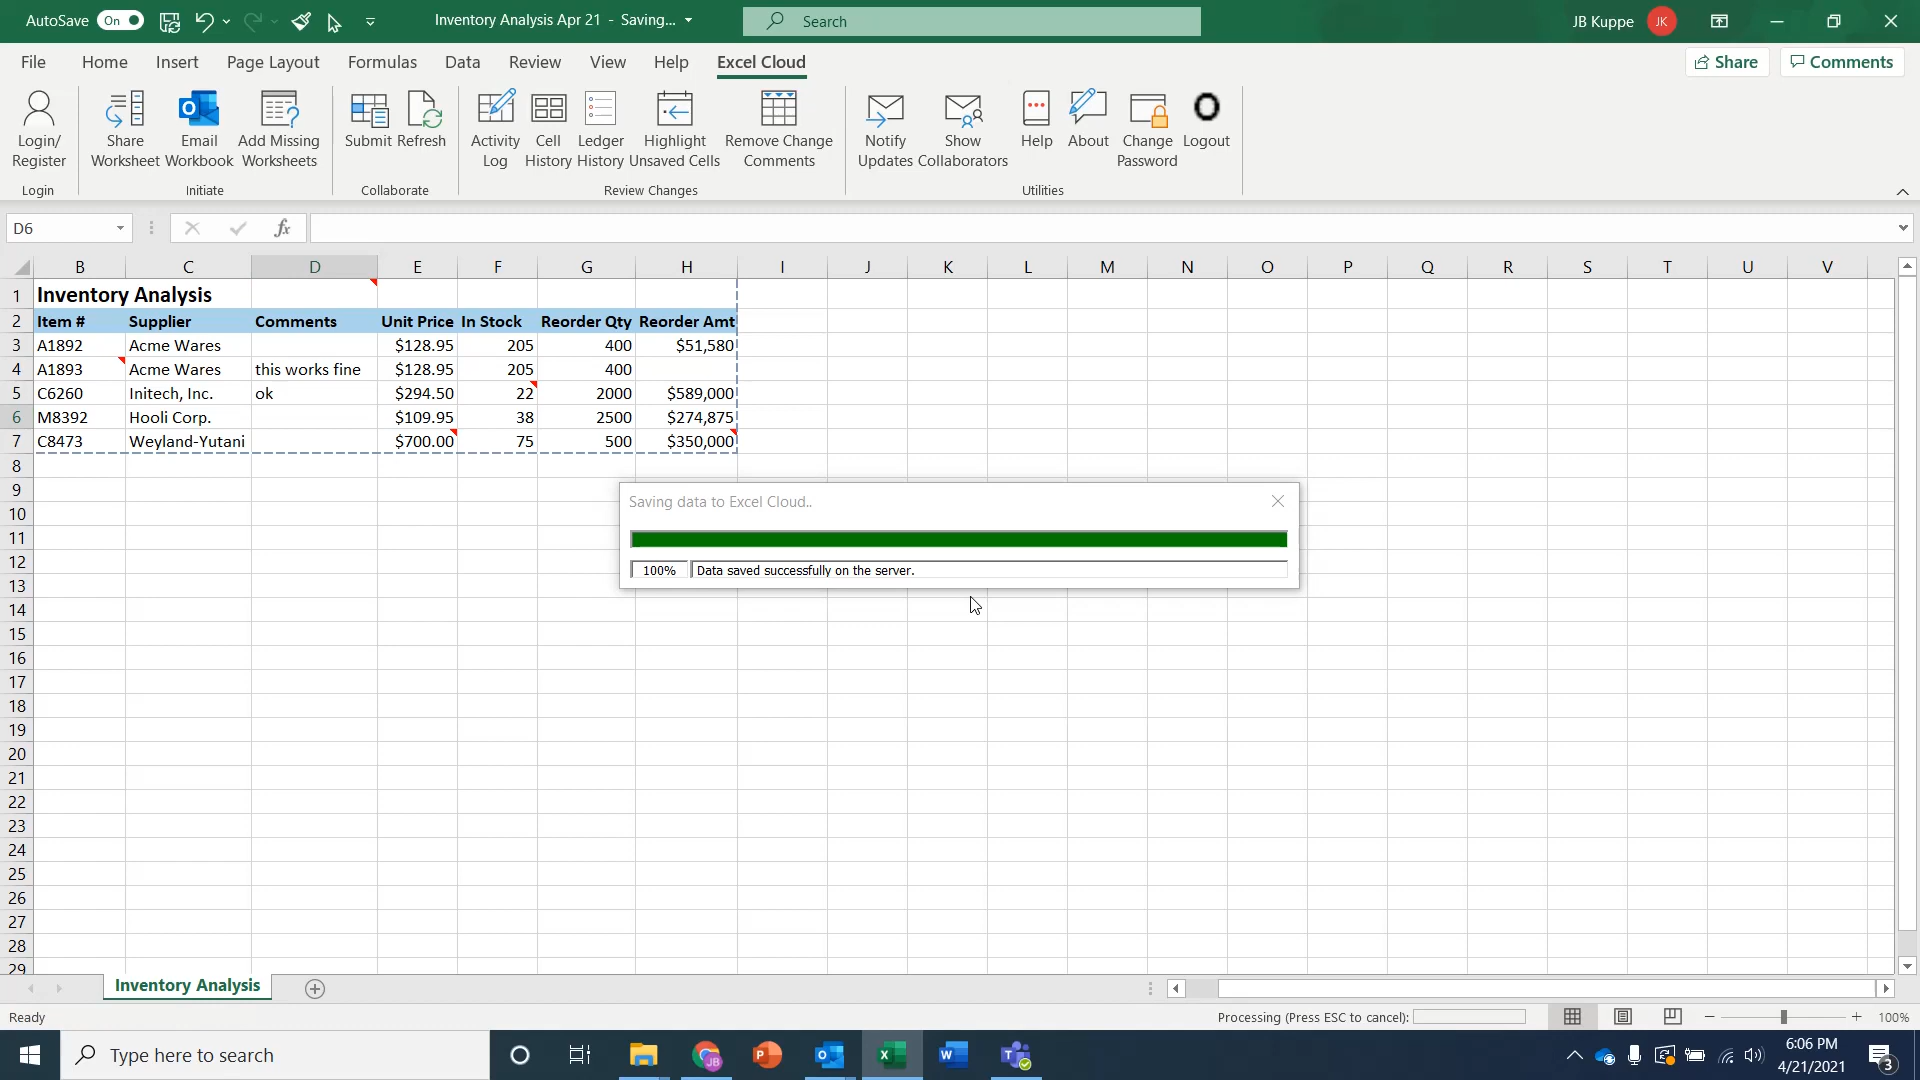 AutoSave On Inventory Analysis Apr 21 - Saving... Search JB Kuppe JK
File Home Insert Page Layout Formulas Data Review View Help Excel Cloud Share Comments
Login/ Share Email Add Missing Submit Refresh Activity Cell Ledger Highlight Remove Change Notify Show Help About Change Logout
Register Worksheet Workbook Worksheets Log History History Unsaved Cells Comments Updates Collaborators Password
Login Initiate Collaborate Review Changes Utilities
D6 fx
B C D E F G H I J K L M N O P Q R S T U V
1 Inventory Analysis
2 Item # Supplier Comments Unit Price In Stock Reorder Qty Reorder Amt
3 A1892 Acme Wares $128.95 205 400 $51,580
4 A1893 Acme Wares this works fine $128.95 205 400
5 C6260 Initech, Inc. ok $294.50 22 2000 $589,000
6 M8392 Hooli Corp. $109.95 38 2500 $274,875
7 C8473 Weyland-Yutani $700.00 75 500 $350,000
8
9
Saving data to Excel Cloud..
10
11
12
100% Data saved successfully on the server.
13
14
15
16
17
18
19
20
21
22
23
24
25
26
27
28
29
Inventory Analysis
Ready Processing (Press ESC to cancel): 100%
Type here to search
6:06 PM
4/21/2021
3